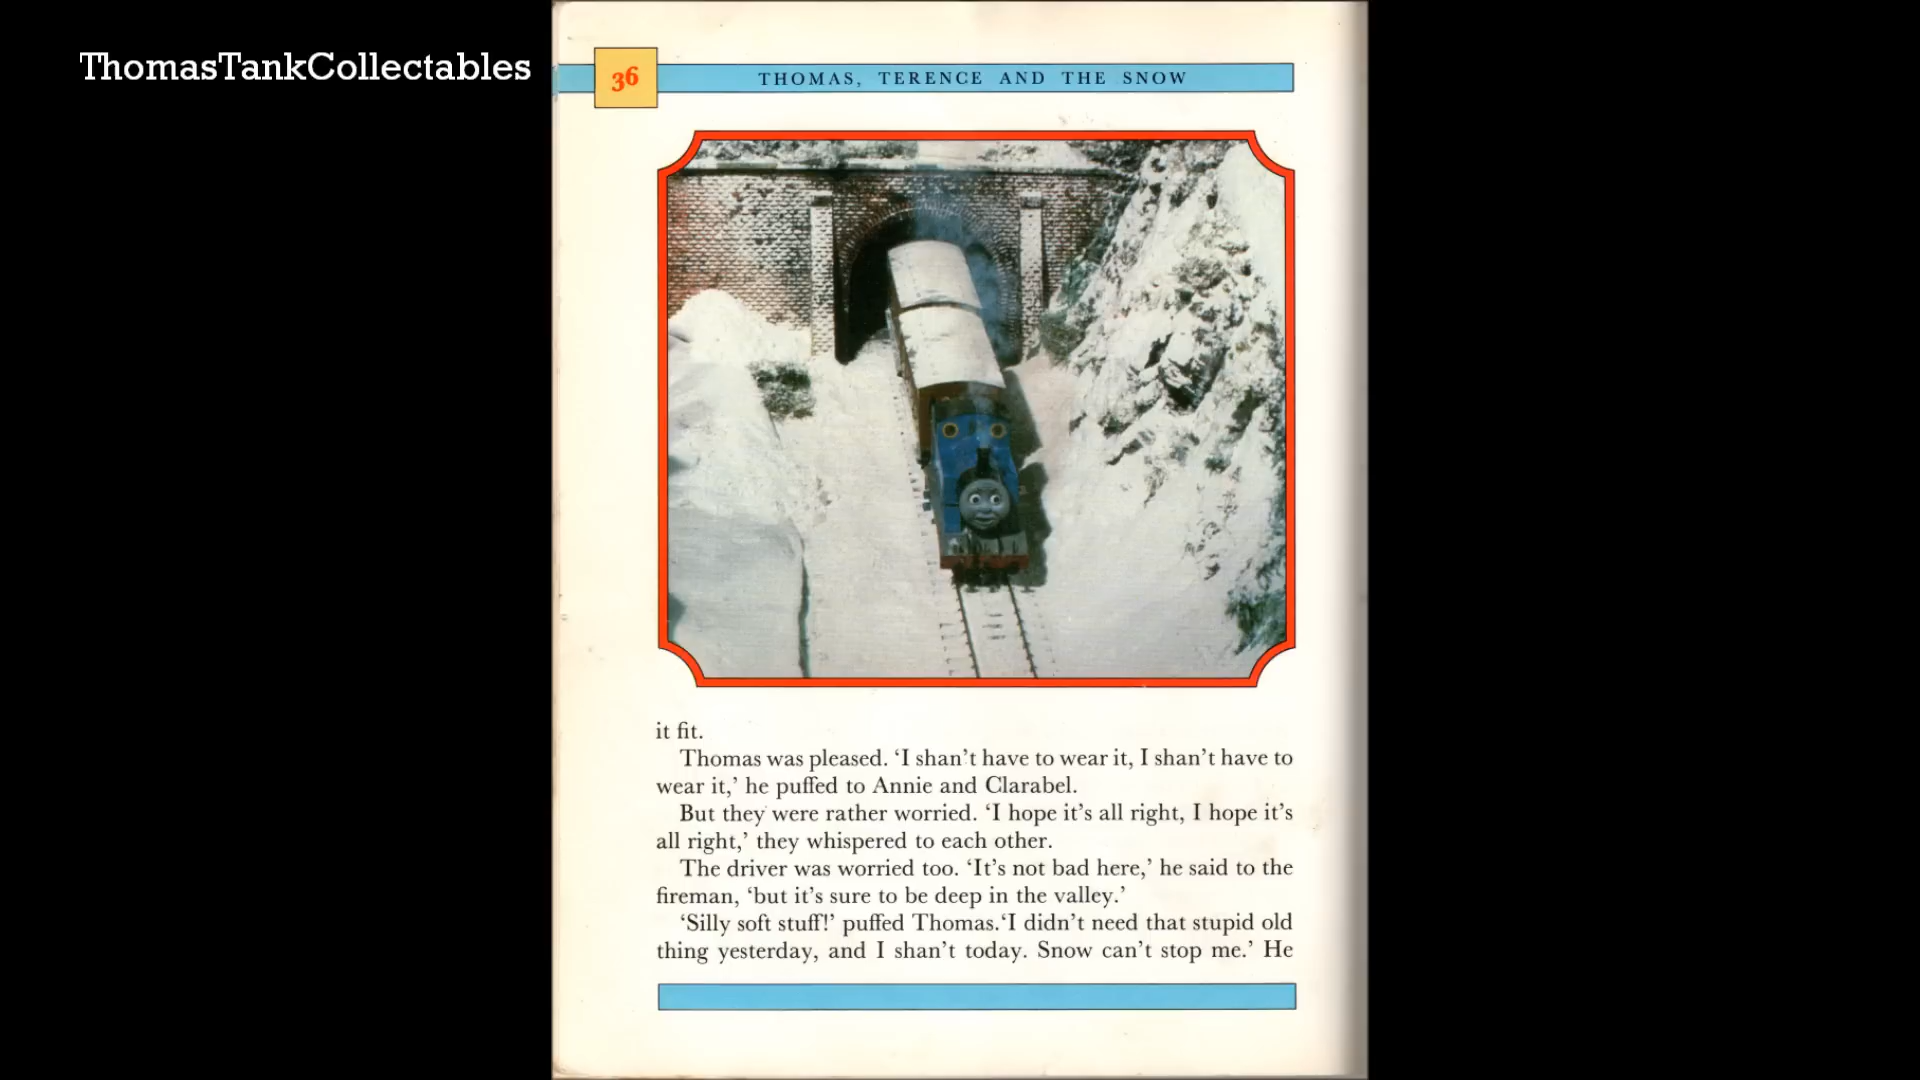 ThomasTankCollectables
36
THOMAS, TERENCE AND THE SNOW
it fit.
Thomas was pleased. ‘I shan’t have to wear it, I shan’t have to
wear it,’ he puffed to Annie and Clarabel.
But they were rather worried. ‘I hope it’s all right, I hope it’s
all right,’ they whispered to each other.
The driver was worried too. ‘It’s not bad here,’ he said to the
fireman, ‘but it’s sure to be deep in the valley.’
‘Silly soft stuff!’ puffed Thomas.‘I didn’t need that stupid old
thing yesterday, and I shan’t today. Snow can’t stop me.’ He